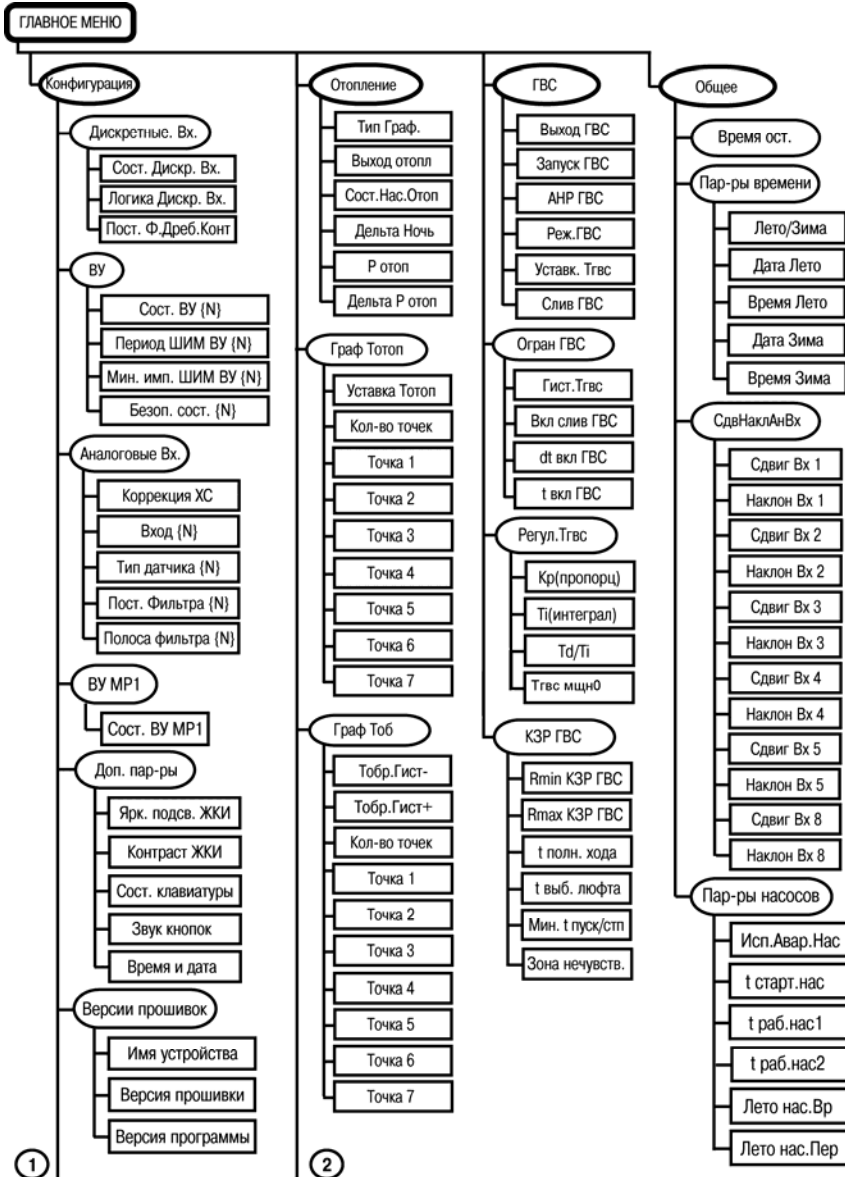 ГЛАВНОЕ МЕНЮ
Конфигурация
Дискретные. Вх.
Сост. Дискр. Вх.
Логика Дискр. Вх.
Пост. Ф.Дреб.Конт
ВУ
Сост. ВУ {N}
Период ШИМ ВУ {N}
Мин. имп. ШИМ ВУ {N}
Безоп. сост. {N}
Аналоговые Вх.
Коррекция ХС
Вход {N}
Тип датчика {N}
Пост. Фильтра {N}
Полоса фильтра {N}
ВУ МР1
Сост. ВУ МР1
Доп. пар-ры
Ярк. подсв. ЖКИ
Контраст ЖКИ
Сост. клавиатуры
Звук кнопок
Время и дата
Версии прошивок
Имя устройства
Версия прошивки
Версия программы
1
Отопление
Тип Граф.
Выход отопл
Сост.Нас.Отоп
Дельта Ночь
Р отоп
Дельта Р отоп
Граф Тотоп
Уставка Тотоп
Кол-во точек
Точка 1
Точка 2
Точка 3
Точка 4
Точка 5
Точка 6
Точка 7
Граф Тоб
Тобр.Гист-
Тобр.Гист+
Кол-во точек
Точка 1
Точка 2
Точка 3
Точка 4
Точка 5
Точка 6
Точка 7
2
ГВС
Выход ГВС
Запуск ГВС
АНР ГВС
Реж.ГВС
Уставк. Тгвс
Слив ГВС
Огран ГВС
Гист.Тгвс
Вкл слив ГВС
dt вкл ГВС
t вкл ГВС
Регул.Тгвс
Кр(пропорц)
Ti(интеграл)
Td/Ti
Тгвс мщн0
КЗР ГВС
Rmin КЗР ГВС
Rmax КЗР ГВС
t полн. хода
t выб. люфта
Мин. t пуск/стп
Зона нечувств.
Общее
Время ост.
Пар-ры времени
Лето/Зима
Дата Лето
Время Лето
Дата Зима
Время Зима
СдвНаклАнВх
Сдвиг Вх 1
Наклон Вх 1
Сдвиг Вх 2
Наклон Вх 2
Сдвиг Вх 3
Наклон Вх 3
Сдвиг Вх 4
Наклон Вх 4
Сдвиг Вх 5
Наклон Вх 5
Сдвиг Вх 8
Наклон Вх 8
Пар-ры насосов
Исп.Авар.Нас
t старт.нас
t раб.нас1
t раб.нас2
Лето нас.Вр
Лето нас.Пер